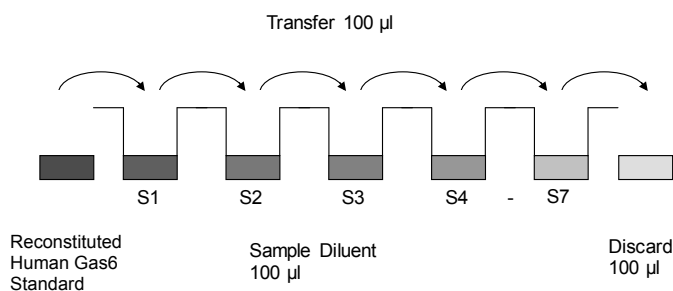 Transfer 100 µl
S1 S2 S3 S4 - S7
Reconstituted
Human Gas6
Standard
Sample Diluent
100 µl
Discard
100 µl